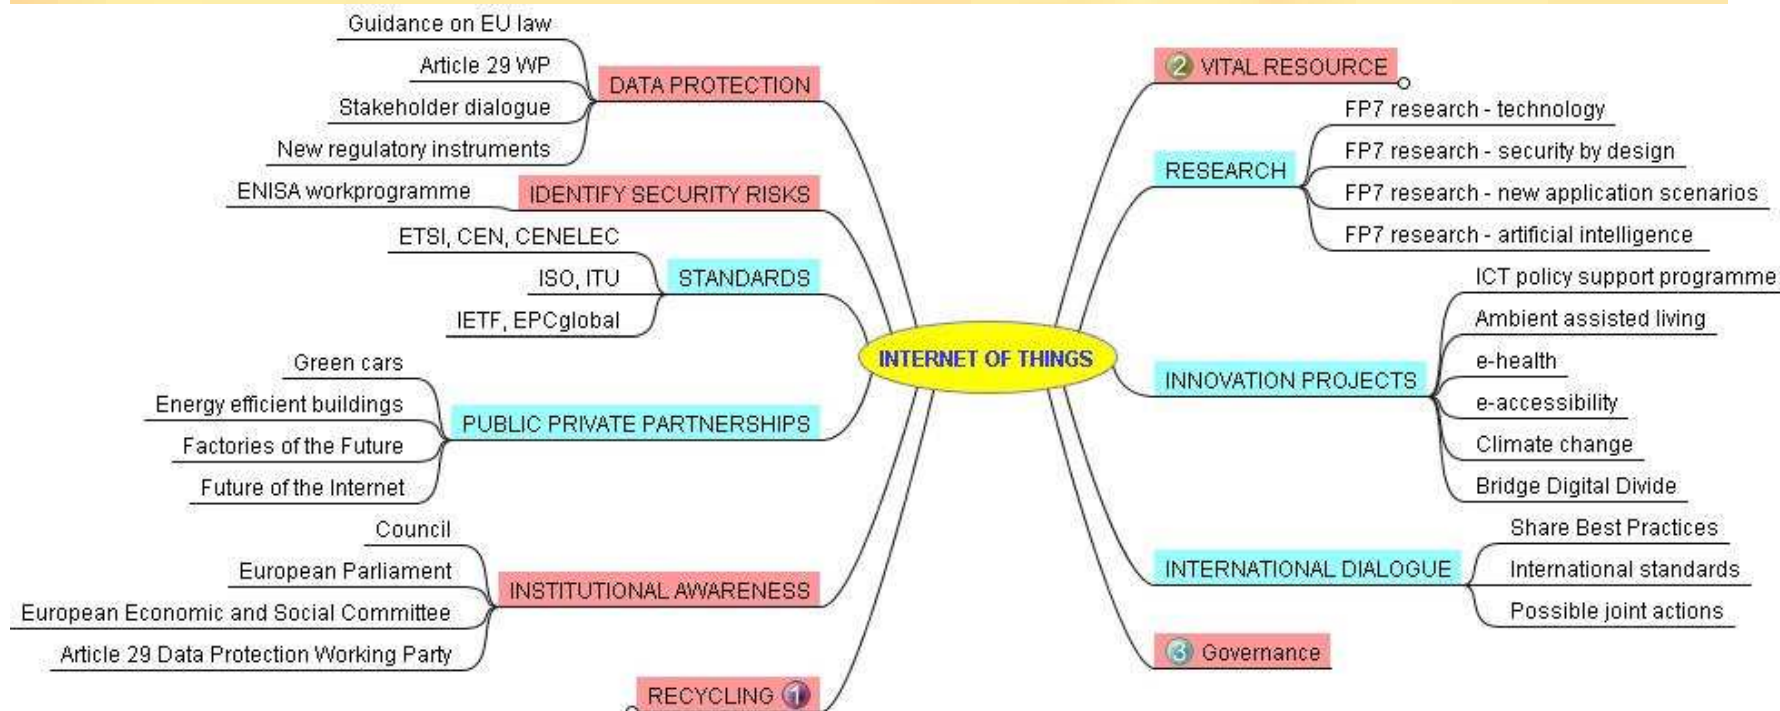 Guidance on EU law
Article 29 WP
Stakeholder dialogue
New regulatory instruments
DATA PROTECTION
ENISA workprogramme
IDENTIFY SECURITY RISKS
ETSI, CEN, CENELEC
ISO, ITU
IETF, EPCglobal
STANDARDS
Green cars
Energy efficient buildings
Factories of the Future
Future of the Internet
PUBLIC PRIVATE PARTNERSHIPS
Council
European Parliament
European Economic and Social Committee
Article 29 Data Protection Working Party
INSTITUTIONAL AWARENESS
RECYCLING 1
INTERNET OF THINGS
2 VITAL RESOURCE
RESEARCH
FP7 research - technology
FP7 research - security by design
FP7 research - new application scenarios
FP7 research - artificial intelligence
INNOVATION PROJECTS
ICT policy support programme
Ambient assisted living
e-health
e-accessibility
Climate change
Bridge Digital Divide
INTERNATIONAL DIALOGUE
Share Best Practices
International standards
Possible joint actions
3 Governance